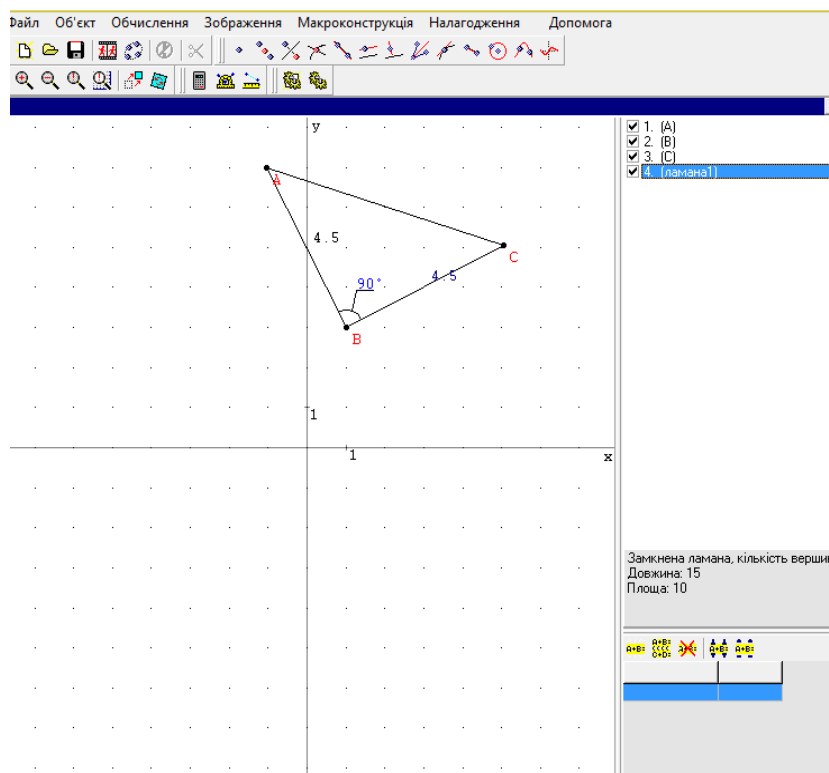 Файл Об'єкт Обчислення Зображення Макроконструкція Налагодження Допомога
y
1. (A)
2. (B)
3. (C)
4. (ламана1)
A
4.5
C
4.5
90°
B
1
1
x
Замкнена ламана, кількість верши
Довжина: 15
Площа: 10